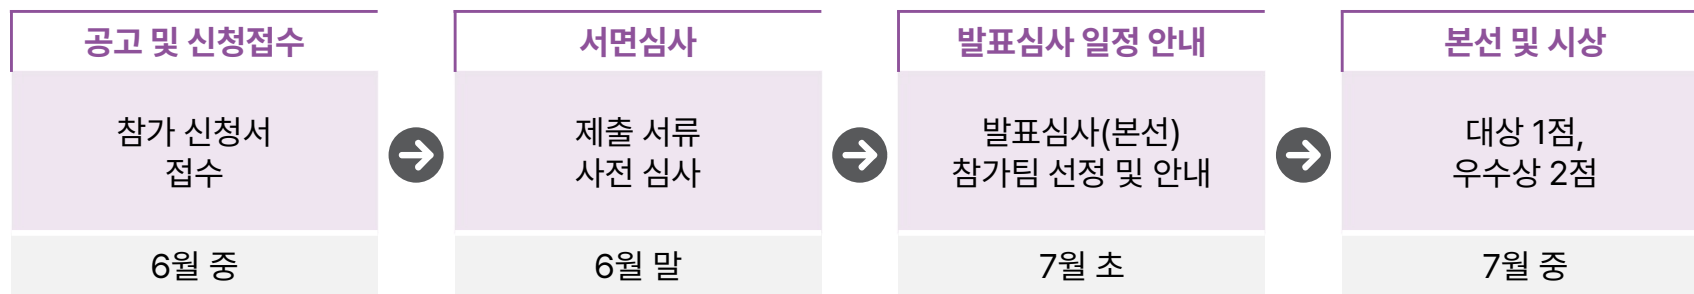 공고 및 신청접수
참가 신청서
접수
6월 중
서면심사
제출 서류
사전 심사
6월 말
발표심사 일정 안내
발표심사(본선)
참가팀 선정 및 안내
7월 초
본선 및 시상
대상 1점,
우수상 2점
7월 중